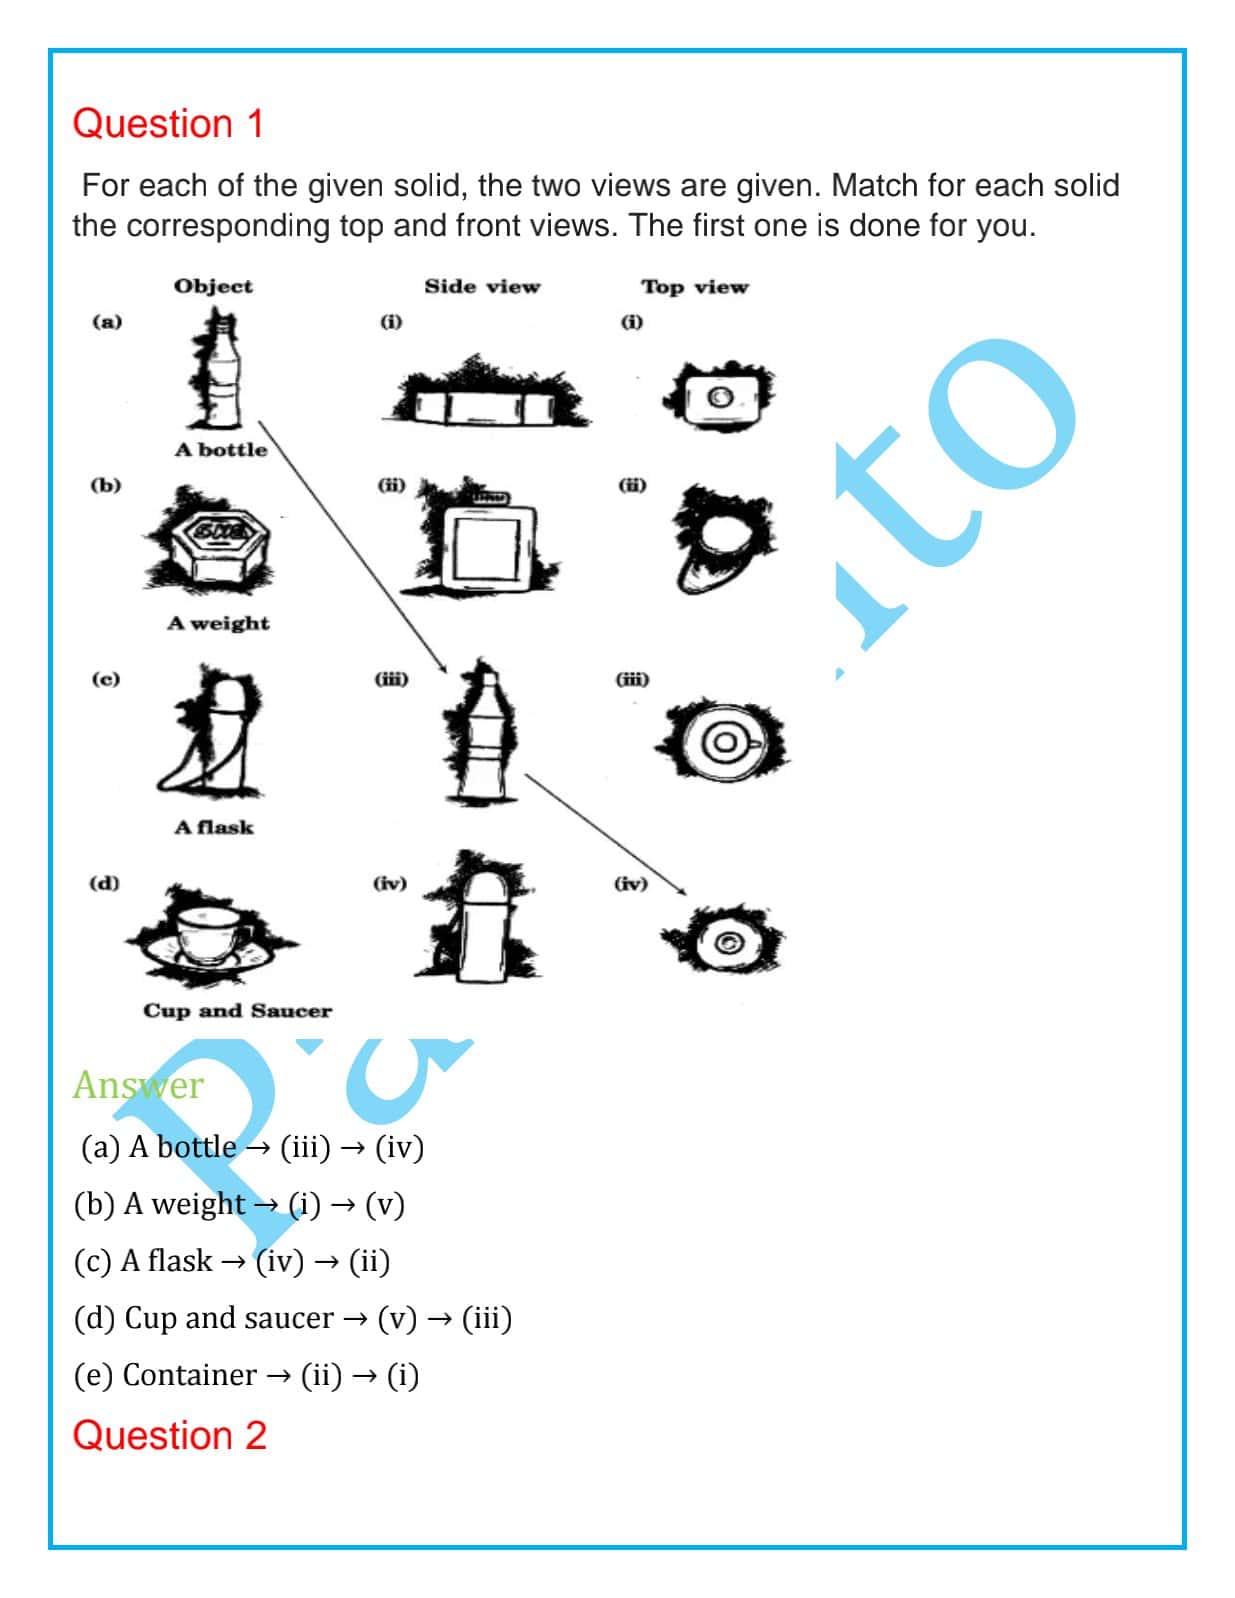 Question 1
For each of the given solid, the two views are given. Match for each solid
the corresponding top and front views. The first one is done for you.
Object Side view Top view
(a) (i) (i)
A bottle
(b) (ii) (ii)
A weight
(c) (iii) (iii)
A flask
(d) (iv) (iv)
Cup and Saucer
Answer
(a) A bottle → (iii) → (iv)
(b) A weight → (i) → (v)
(c) A flask → (iv) → (ii)
(d) Cup and saucer → (v) → (iii)
(e) Container → (ii) → (i)
Question 2